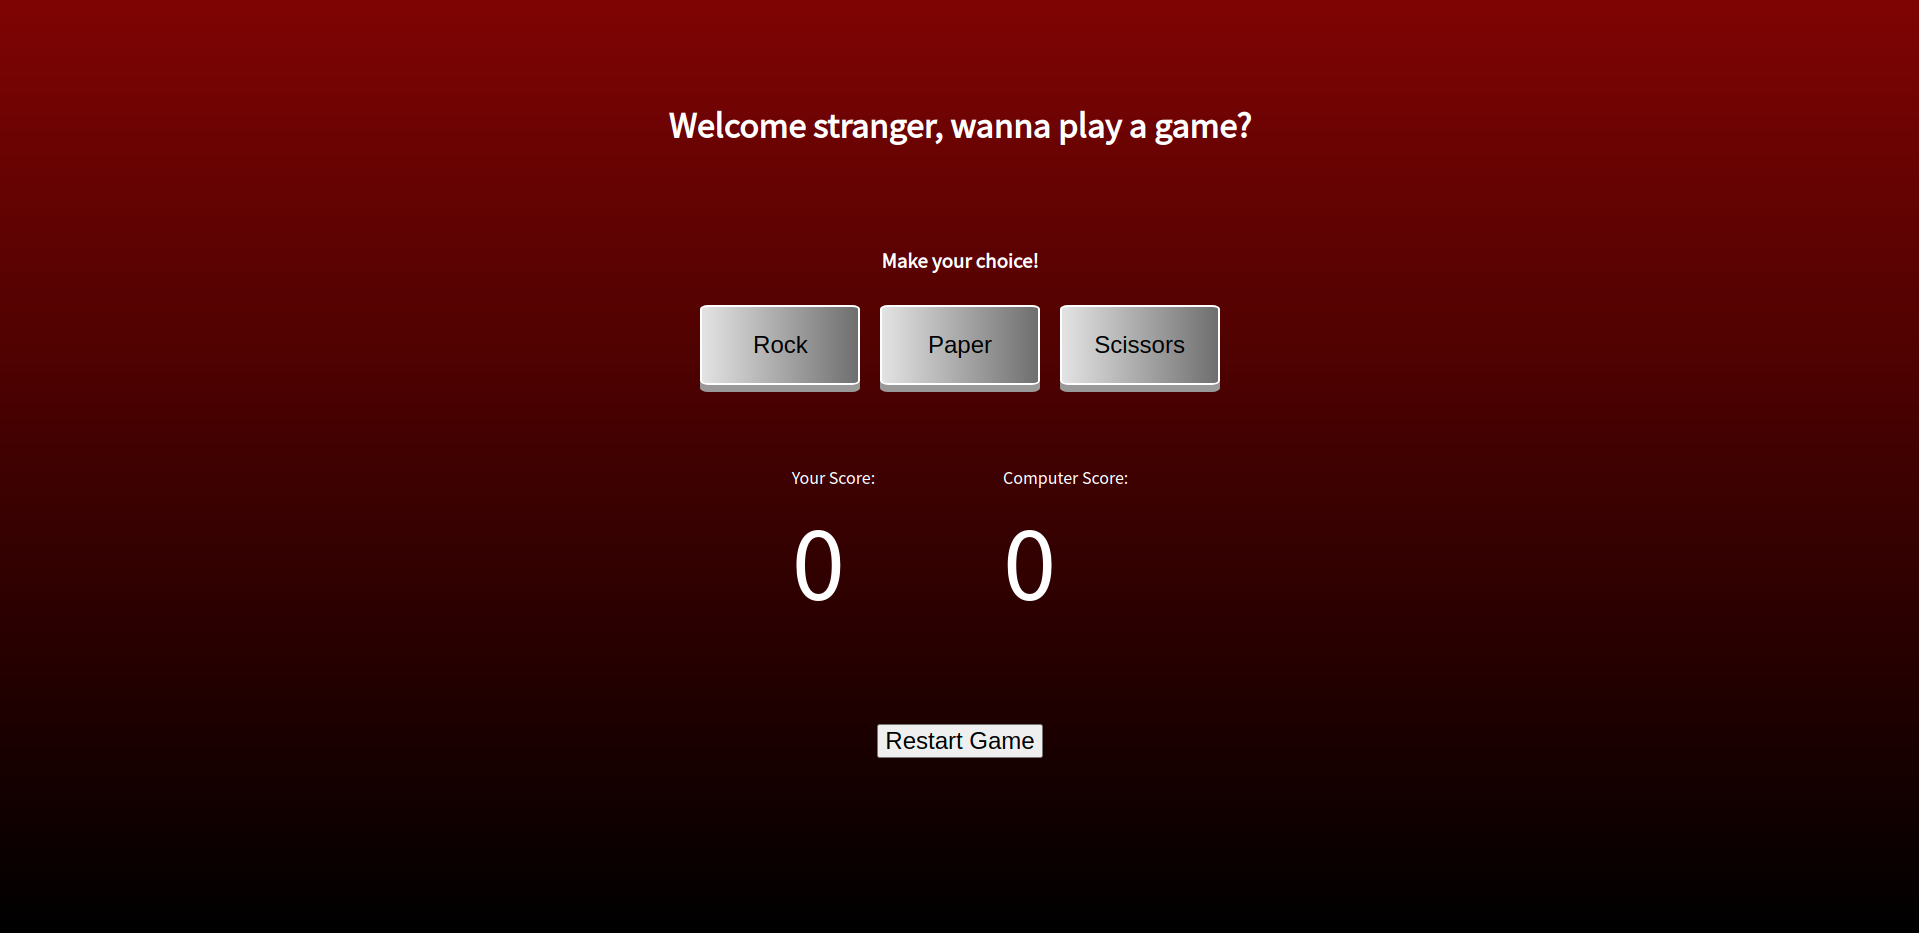 Welcome stranger, wanna play a game?
Make your choice!
Rock Paper Scissors
Your Score: Computer Score:
0 0
Restart Game